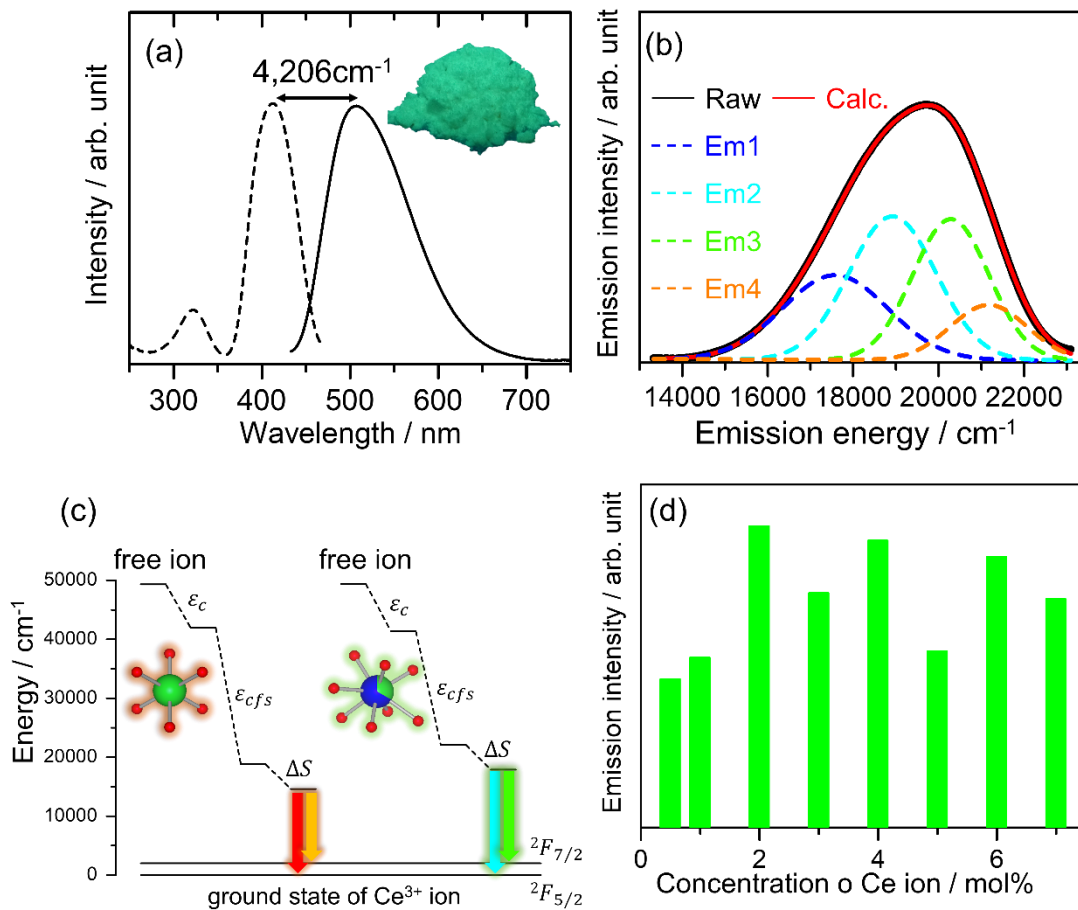 (a)
4,206cm⁻¹
Intensity / arb. unit
300 400 500 600 700
Wavelength / nm
(b)
Raw Calc.
Em1
Em2
Em3
Em4
Emission intensity / arb. unit
14000 16000 18000 20000 22000
Emission energy / cm⁻¹
(c)
free ion free ion
50000
40000
30000
20000
10000
0
Energy / cm⁻¹
εc εc
εcfs εcfs
ΔS ΔS
²F7/2
²F5/2
ground state of Ce³⁺ ion
(d)
Emission intensity / arb. unit
0 2 4 6
Concentration o Ce ion / mol%